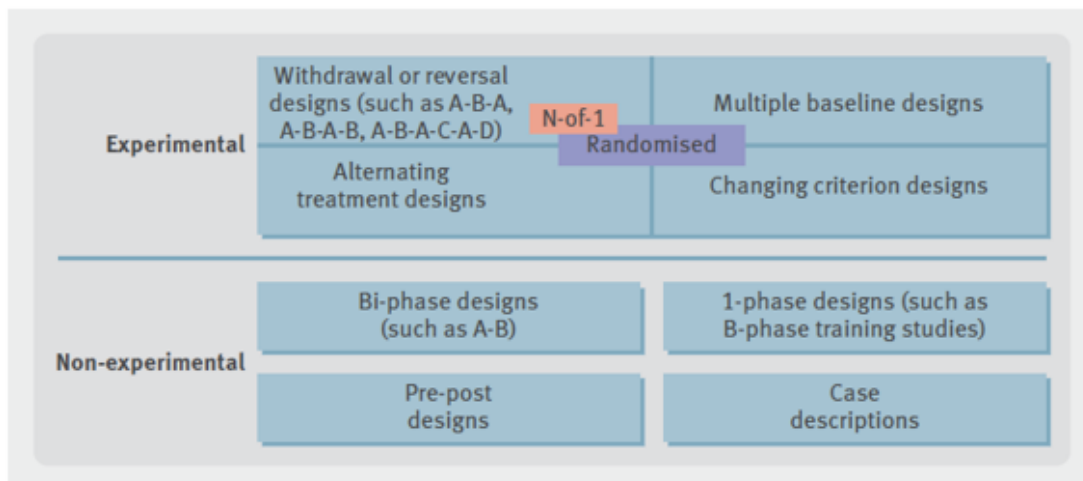 Experimental
Withdrawal or reversal
designs (such as A-B-A,
A-B-A-B, A-B-A-C-A-D)
N-of-1
Randomised
Multiple baseline designs
Alternating
treatment designs
Changing criterion designs
Non-experimental
Bi-phase designs
(such as A-B)
1-phase designs (such as
B-phase training studies)
Pre-post
designs
Case
descriptions